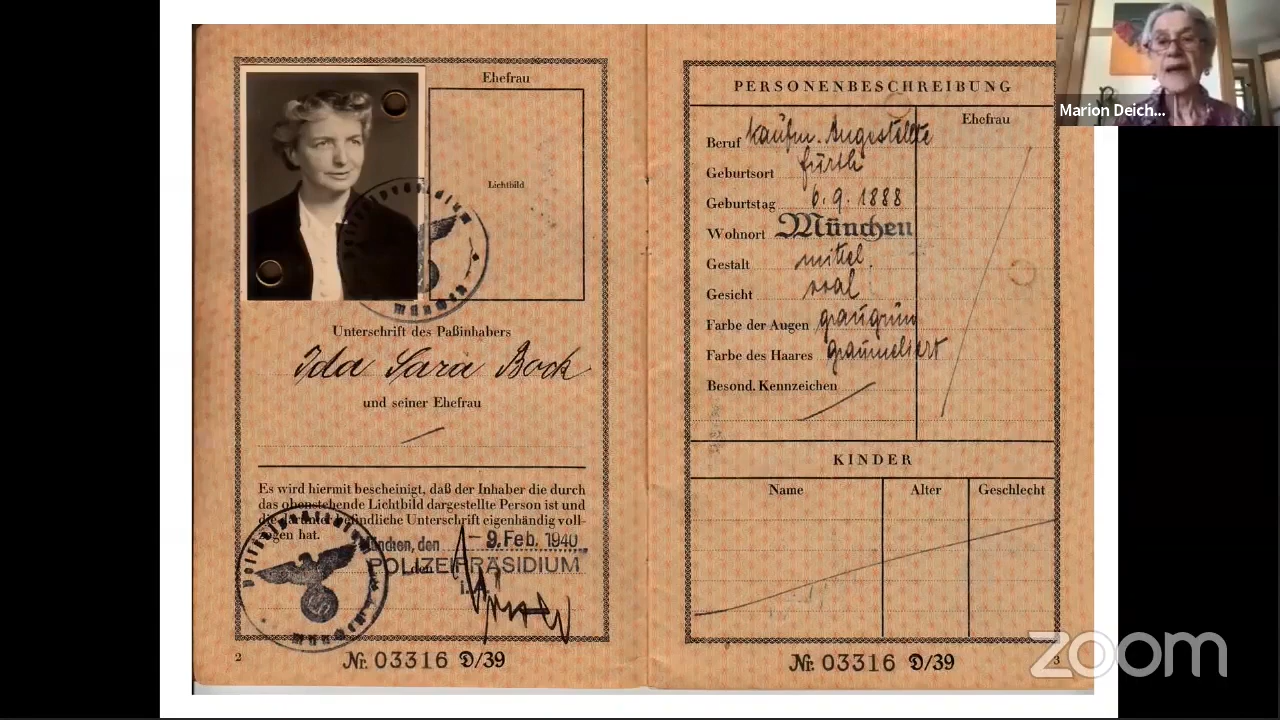 Ehefrau
Lichtbild
Unterschrift des Paßinhabers
Ida Sara Bock
und seiner Ehefrau
Es wird hiermit bescheinigt, daß der Inhaber die durch
das obenstehende Lichtbild dargestellte Person ist und
die darunter befindliche Unterschrift eigenhändig voll-
zogen hat.
München, den - 9. Feb. 1940
den
POLIZEIPRÄSIDIUM
2
Nr. 03316 D/39
PERSONENBESCHREIBUNG
Ehefrau
Beruf kaufm. Angestellte
Geburtsort Fürth
Geburtstag 6.9.1888
Wohnort München
Gestalt mittel.
Gesicht oval
Farbe der Augen graugrün
Farbe des Haares graumeliert
Besond. Kennzeichen
KINDER
Name Alter Geschlecht
Nr. 03316 D/39
3
Marion Deich...
zoom